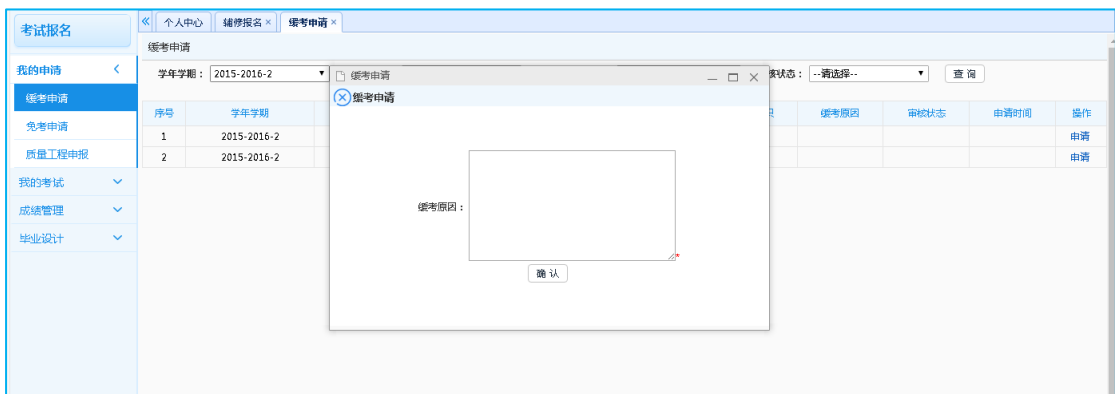 考试报名
个人中心 辅修报名× 缓考申请×
缓考申请
我的申请
学年学期： 2015-2016-2
缓考申请
核状态： --请选择--
查 询
缓考申请
缓考申请
序号 学年学期 缓考原因 审核状态 申请时间 操作
免考申请
1 2015-2016-2 申请
质量工程申报
2 2015-2016-2 申请
我的考试
成绩管理
毕业设计
缓考原因：
*
确 认